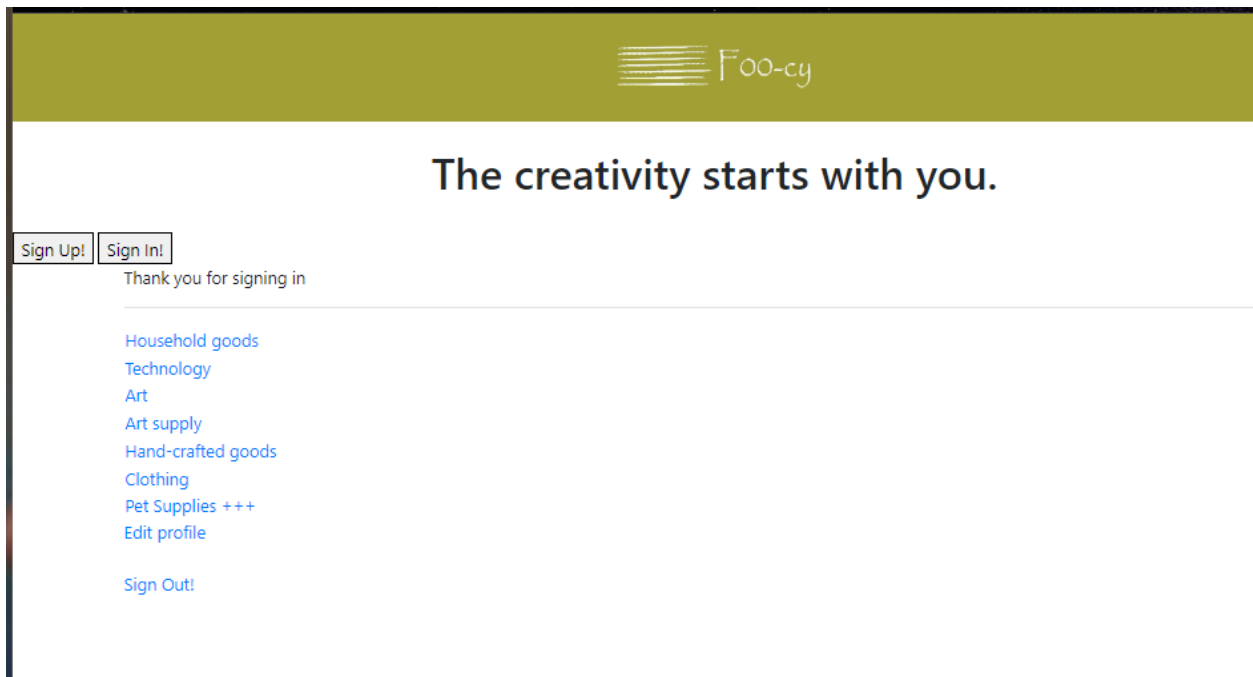 Foo-cy
The creativity starts with you.
Sign Up! Sign In!
Thank you for signing in
Household goods
Technology
Art
Art supply
Hand-crafted goods
Clothing
Pet Supplies +++
Edit profile
Sign Out!